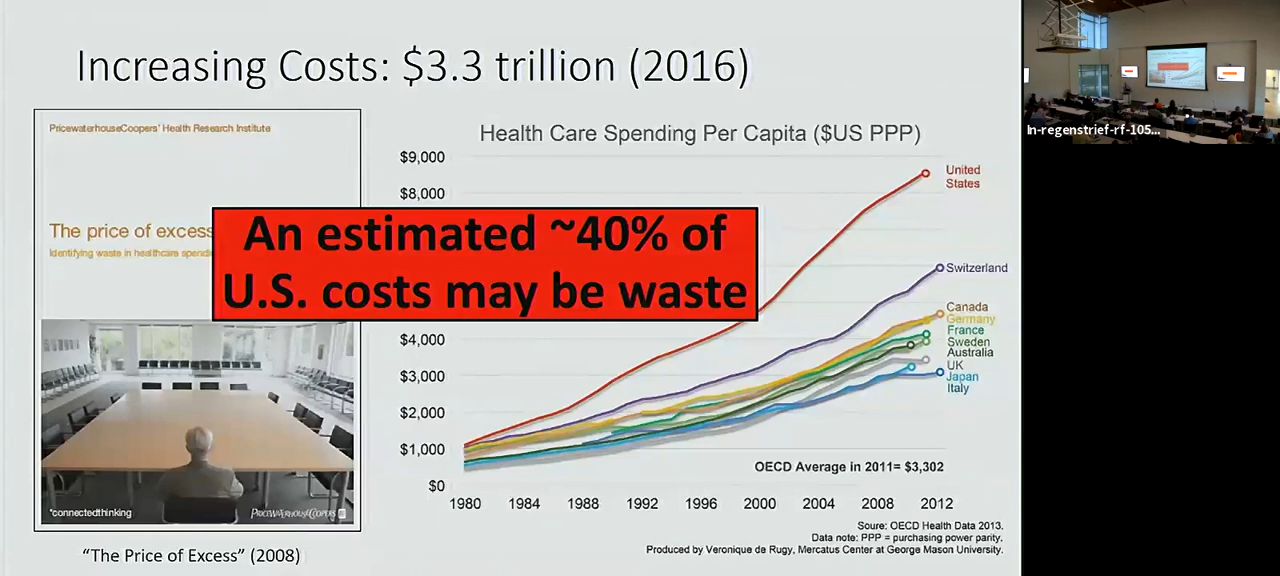 Increasing Costs: $3.3 trillion (2016)
PricewaterhouseCoopers' Health Research Institute
The price of excess
Identifying waste in healthcare
*connectedthinking
PRICEWATERHOUSECOOPERS
"The Price of Excess" (2008)
An estimated ~40% of
U.S. costs may be waste
Health Care Spending Per Capita ($US PPP)
$9,000
$8,000
$4,000
$3,000
$2,000
$1,000
$0
1980 1984 1988 1992 1996 2000 2004 2008 2012
United
States
Switzerland
Canada
Germany
France
Sweden
Australia
UK
Japan
Italy
OECD Average in 2011= $3,302
Soure: OECD Health Data 2013.
Data note: PPP = purchasing power parity.
Produced by Veronique de Rugy, Mercatus Center at George Mason University.
In-regenstrief-rf-105...